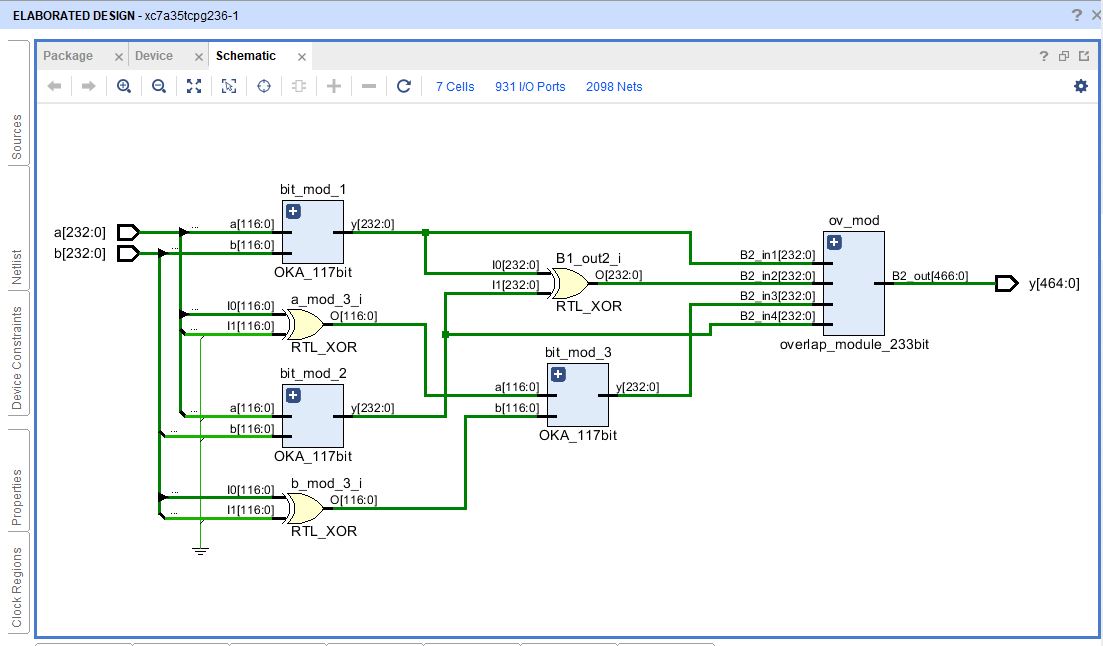 ELABORATED DESIGN - xc7a35tcpg236-1
? ×
Package × Device × Schematic ×
?
7 Cells 931 I/O Ports 2098 Nets
Sources
Netlist
Device Constraints
Properties
Clock Regions
a[232:0]
b[232:0]
bit_mod_1
...
a[116:0]
...
b[116:0]
y[232:0]
OKA_117bit
a_mod_3_i
...
I0[116:0]
...
I1[116:0]
O[116:0]
RTL_XOR
bit_mod_2
...
a[116:0]
...
b[116:0]
y[232:0]
OKA_117bit
b_mod_3_i
...
I0[116:0]
...
I1[116:0]
O[116:0]
RTL_XOR
B1_out2_i
I0[232:0]
I1[232:0]
O[232:0]
RTL_XOR
bit_mod_3
a[116:0]
b[116:0]
y[232:0]
OKA_117bit
ov_mod
B2_in1[232:0]
B2_in2[232:0]
B2_in3[232:0]
B2_in4[232:0]
B2_out[466:0]
overlap_module_233bit
y[464:0]